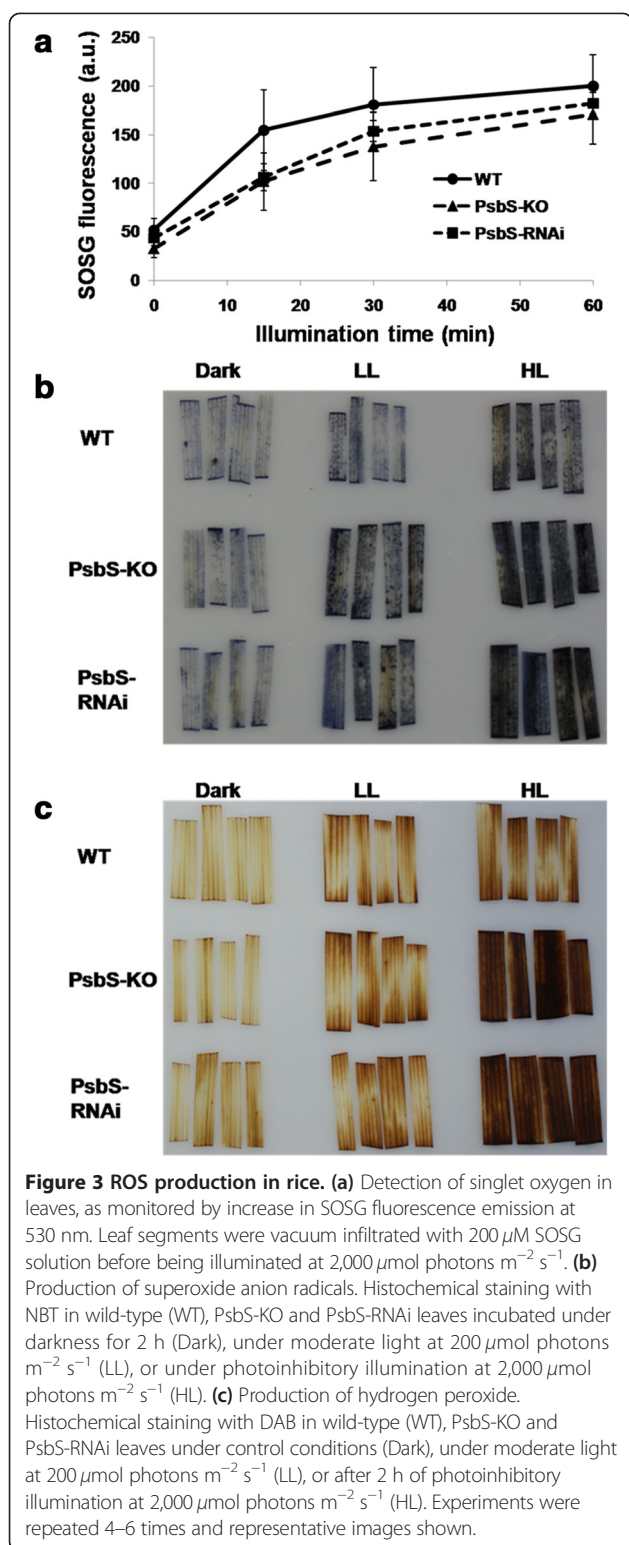 a
SOSG fluorescence (a.u.)
250
200
150
100
50
0
WT
PsbS-KO
PsbS-RNAi
0 10 20 30 40 50 60
Illumination time (min)
b
Dark LL HL
WT
PsbS-KO
PsbS-
RNAi
c
Dark LL HL
WT
PsbS-KO
PsbS-
RNAi
Figure 3 ROS production in rice. (a) Detection of singlet oxygen in
leaves, as monitored by increase in SOSG fluorescence emission at
530 nm. Leaf segments were vacuum infiltrated with 200 μM SOSG
solution before being illuminated at 2,000 μmol photons m⁻² s⁻¹. (b)
Production of superoxide anion radicals. Histochemical staining with
NBT in wild-type (WT), PsbS-KO and PsbS-RNAi leaves incubated under
darkness for 2 h (Dark), under moderate light at 200 μmol photons
m⁻² s⁻¹ (LL), or under photoinhibitory illumination at 2,000 μmol
photons m⁻² s⁻¹ (HL). (c) Production of hydrogen peroxide.
Histochemical staining with DAB in wild-type (WT), PsbS-KO and
PsbS-RNAi leaves under control conditions (Dark), under moderate light
at 200 μmol photons m⁻² s⁻¹ (LL), or after 2 h of photoinhibitory
illumination at 2,000 μmol photons m⁻² s⁻¹ (HL). Experiments were
repeated 4–6 times and representative images shown.